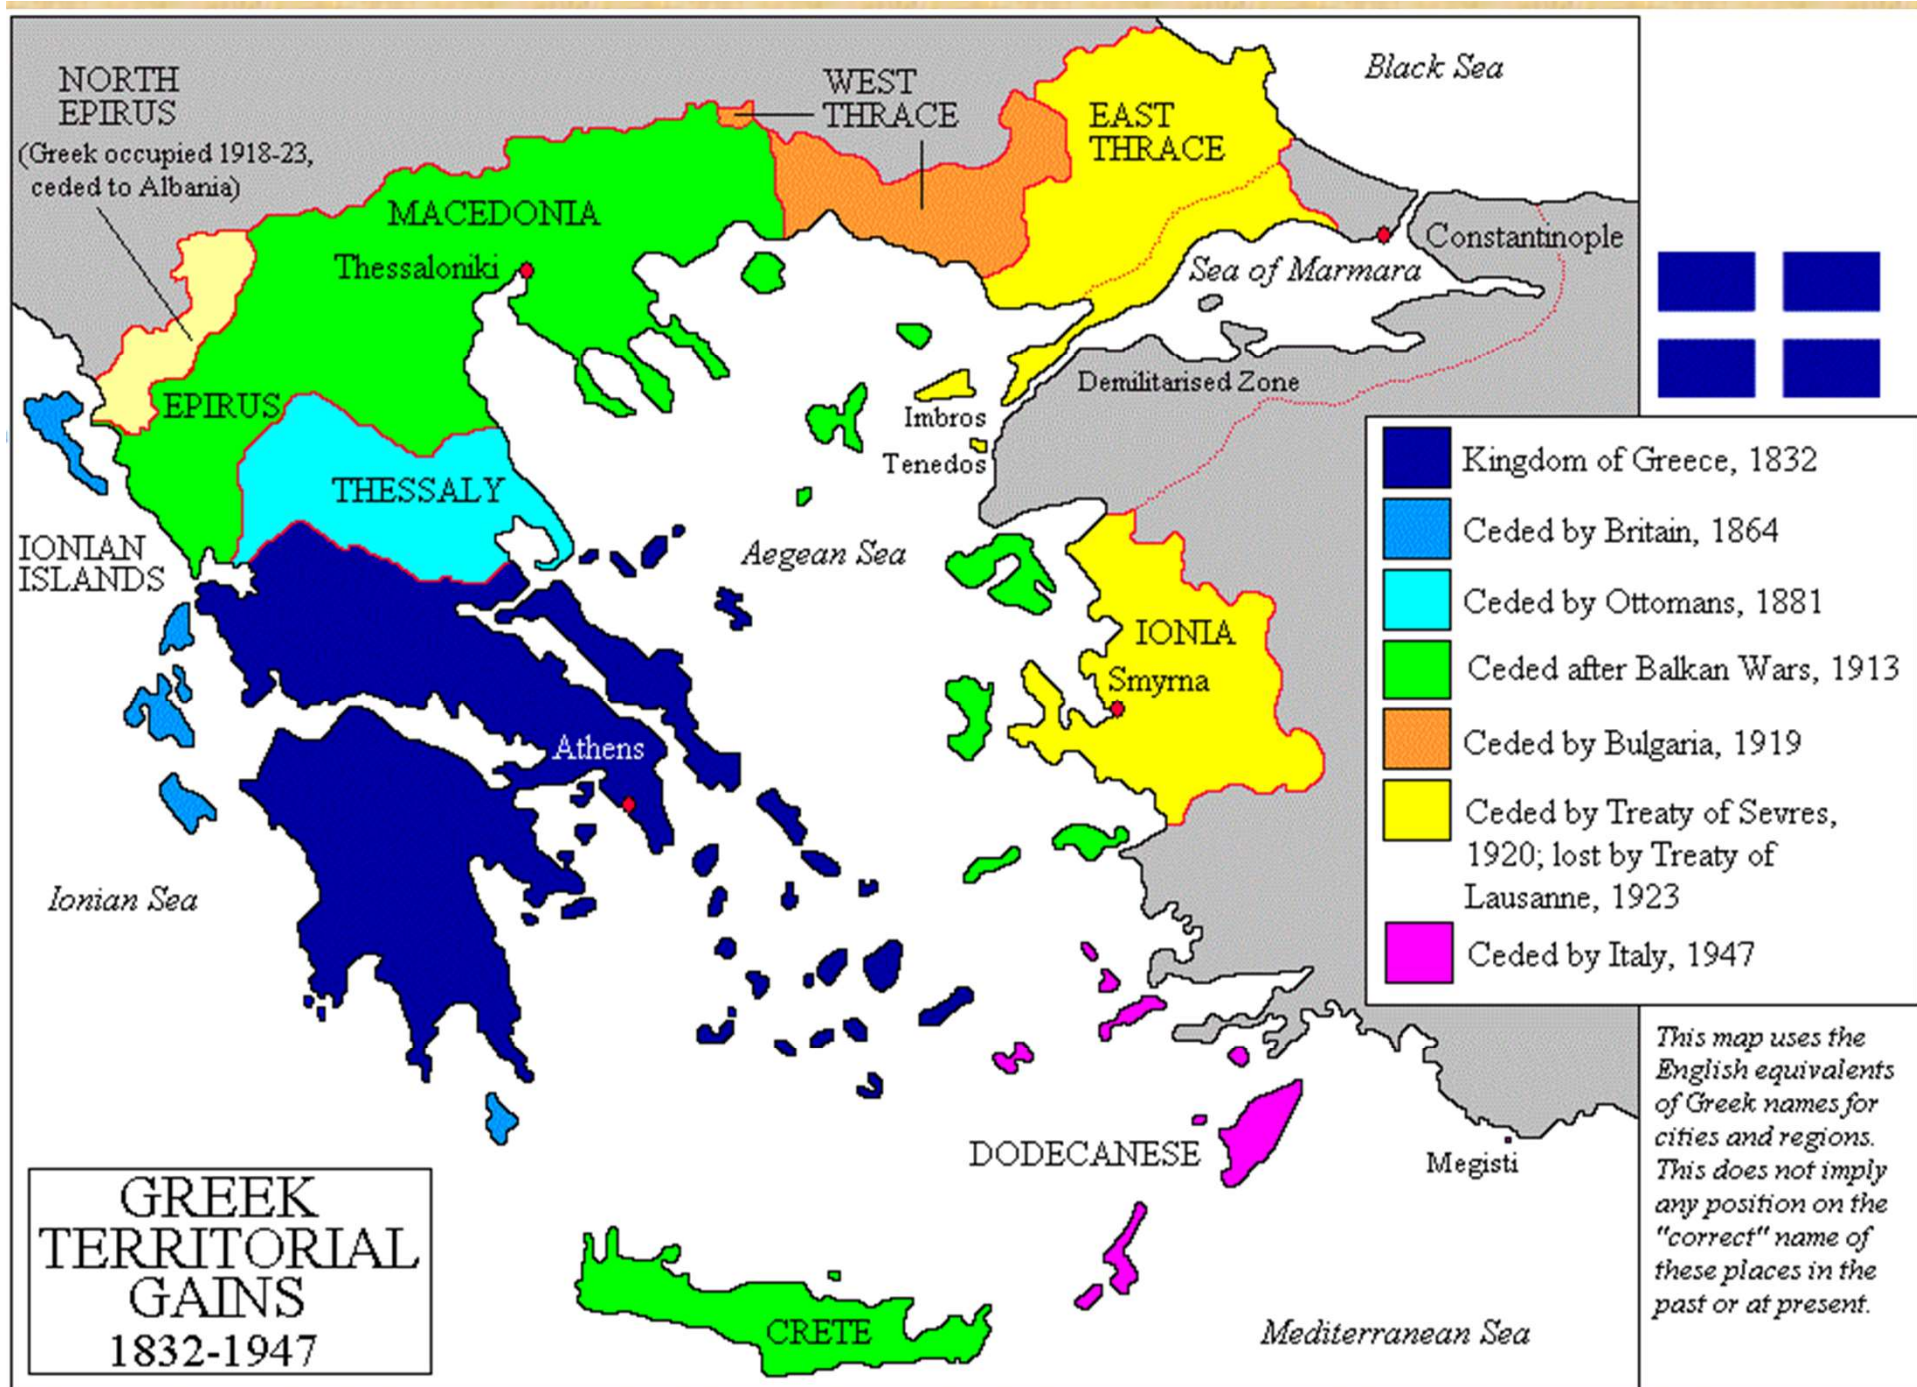 NORTH
EPIRUS
(Greek occupied 1918-23,
ceded to Albania)
WEST
THRACE
EAST
THRACE
Black Sea
MACEDONIA
Thessaloniki
Constantinople
Sea of Marmara
Demilitarised Zone
EPIRUS
Imbros
Tenedos
THESSALY
IONIAN
ISLANDS
Aegean Sea
IONIA
Smyrna
Athens
Ionian Sea
DODECANESE
Megisti
CRETE
Mediterranean Sea
GREEK
TERRITORIAL
GAINS
1832-1947
Kingdom of Greece, 1832
Ceded by Britain, 1864
Ceded by Ottomans, 1881
Ceded after Balkan Wars, 1913
Ceded by Bulgaria, 1919
Ceded by Treaty of Sevres,
1920; lost by Treaty of
Lausanne, 1923
Ceded by Italy, 1947
This map uses the
English equivalents
of Greek names for
cities and regions.
This does not imply
any position on the
"correct" name of
these places in the
past or at present.